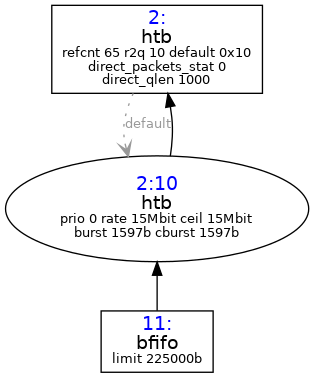 2:
htb
refcnt 65 r2q 10 default 0x10
direct_packets_stat 0
direct_qlen 1000
default
2:10
htb
prio 0 rate 15Mbit ceil 15Mbit
burst 1597b cburst 1597b
11:
bfifo
limit 225000b